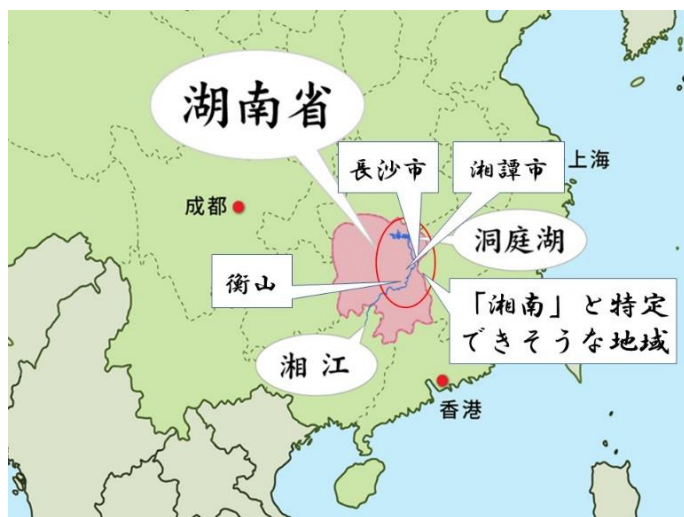 湖南省
長沙市
湘譚市
上海
成都
洞庭湖
衡山
「湘南」と特定
できそうな地域
湘江
香港